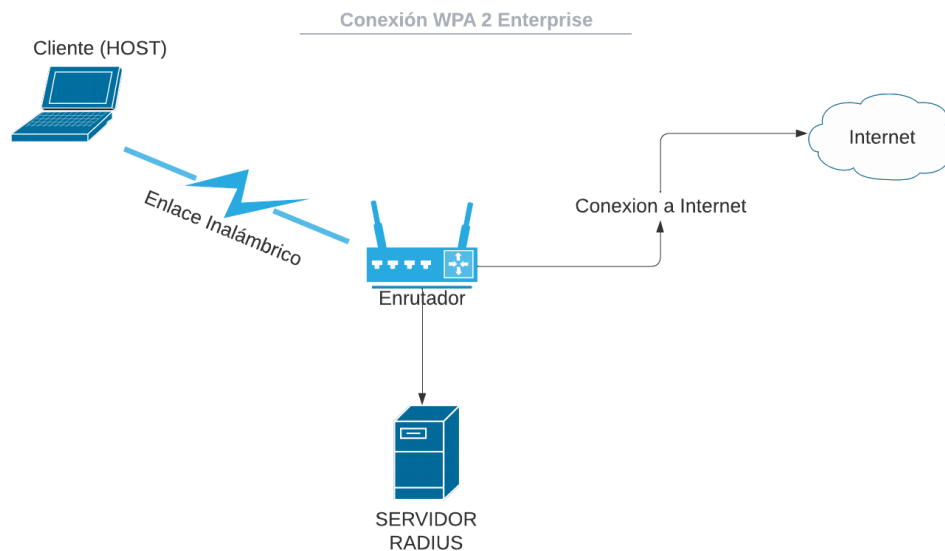 Conexión WPA 2 Enterprise
Cliente (HOST)
Enlace Inalámbrico
Enrutador
Conexion a Internet
Internet
SERVIDOR
RADIUS